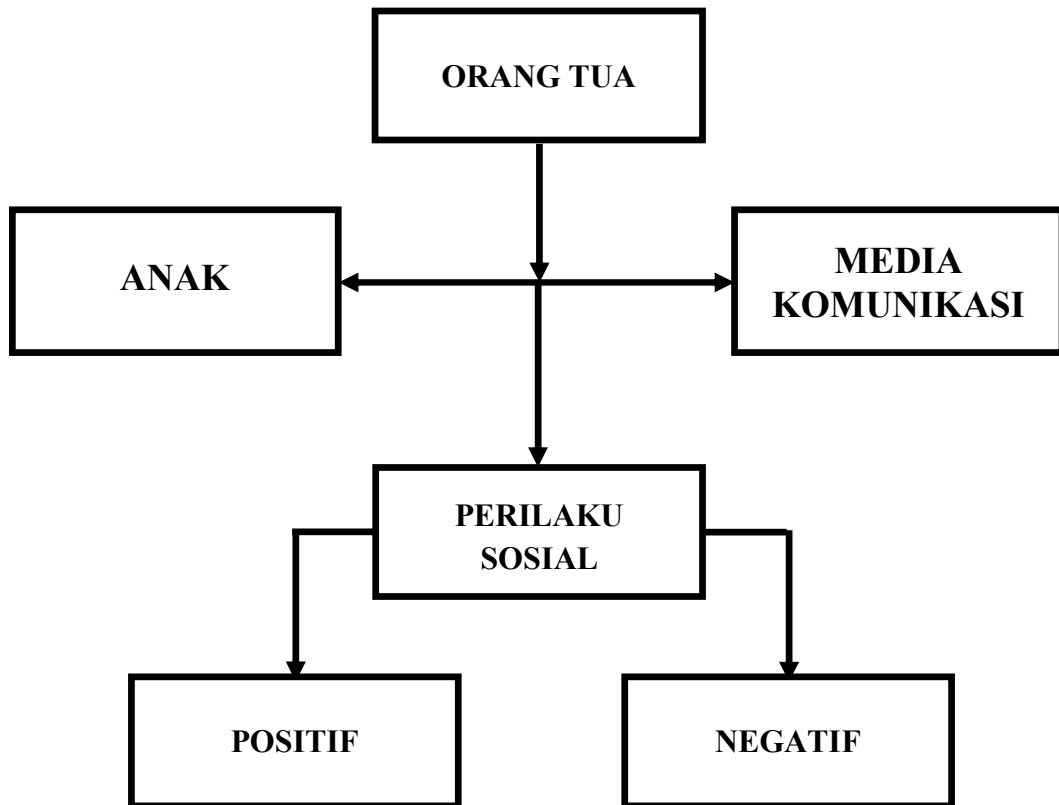 ORANG TUA
ANAK
MEDIA
KOMUNIKASI
PERILAKU
SOSIAL
POSITIF
NEGATIF